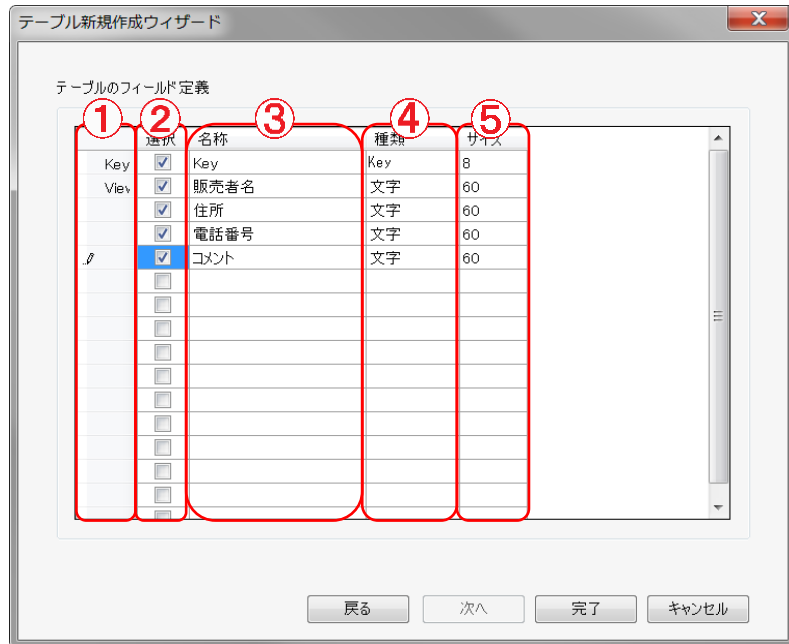 テーブル新規作成ウィザード
テーブルのフィールド定義
① ② ③ ④ ⑤
選択 名称 種類 サイズ
Key Key Key 8
View 販売者名 文字 60
住所 文字 60
電話番号 文字 60
コメント 文字 60
戻る 次へ 完了 キャンセル